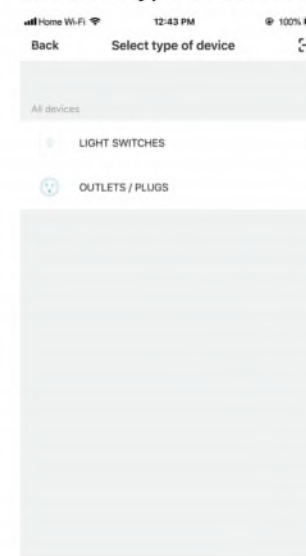 Home Wi-Fi 12:43 PM 100%
Back Select type of device
All devices
LIGHT SWITCHES
OUTLETS / PLUGS